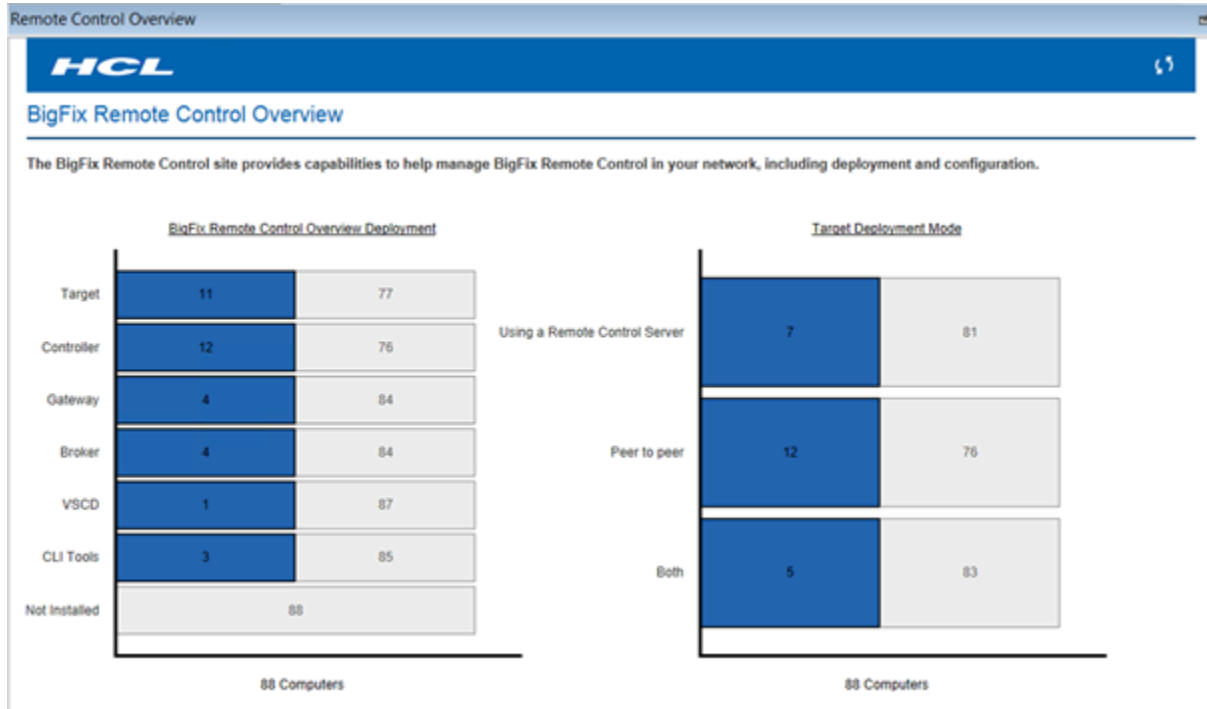 Remote Control Overview
HCL
BigFix Remote Control Overview
The BigFix Remote Control site provides capabilities to help manage BigFix Remote Control in your network, including deployment and configuration.
BigFix Remote Control Overview Deployment
Target 11 77
Controller 12 76
Gateway 4 84
Broker 4 84
VSCD 1 87
CLI Tools 3 85
Not Installed 88
88 Computers
Target Deployment Mode
Using a Remote Control Server 7 81
Peer to peer 12 76
Both 5 83
88 Computers